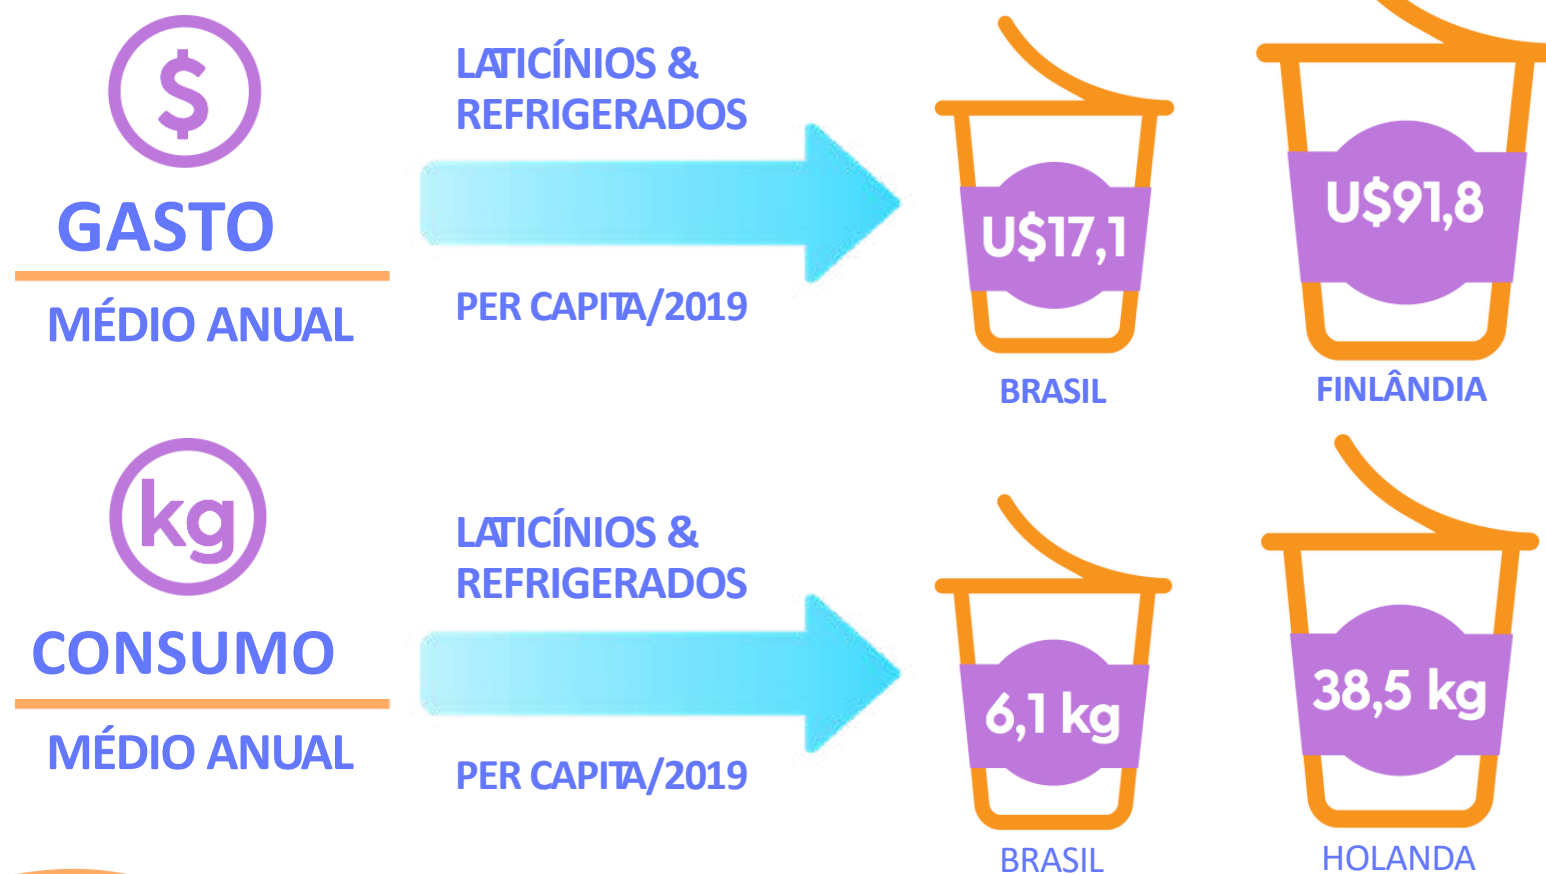 $
GASTO
MÉDIO ANUAL
LATICÍNIOS &
REFRIGERADOS
PER CAPITA/2019
U$17,1
BRASIL
U$91,8
FINLÂNDIA
kg
CONSUMO
MÉDIO ANUAL
LATICÍNIOS &
REFRIGERADOS
PER CAPITA/2019
6,1 kg
BRASIL
38,5 kg
HOLANDA